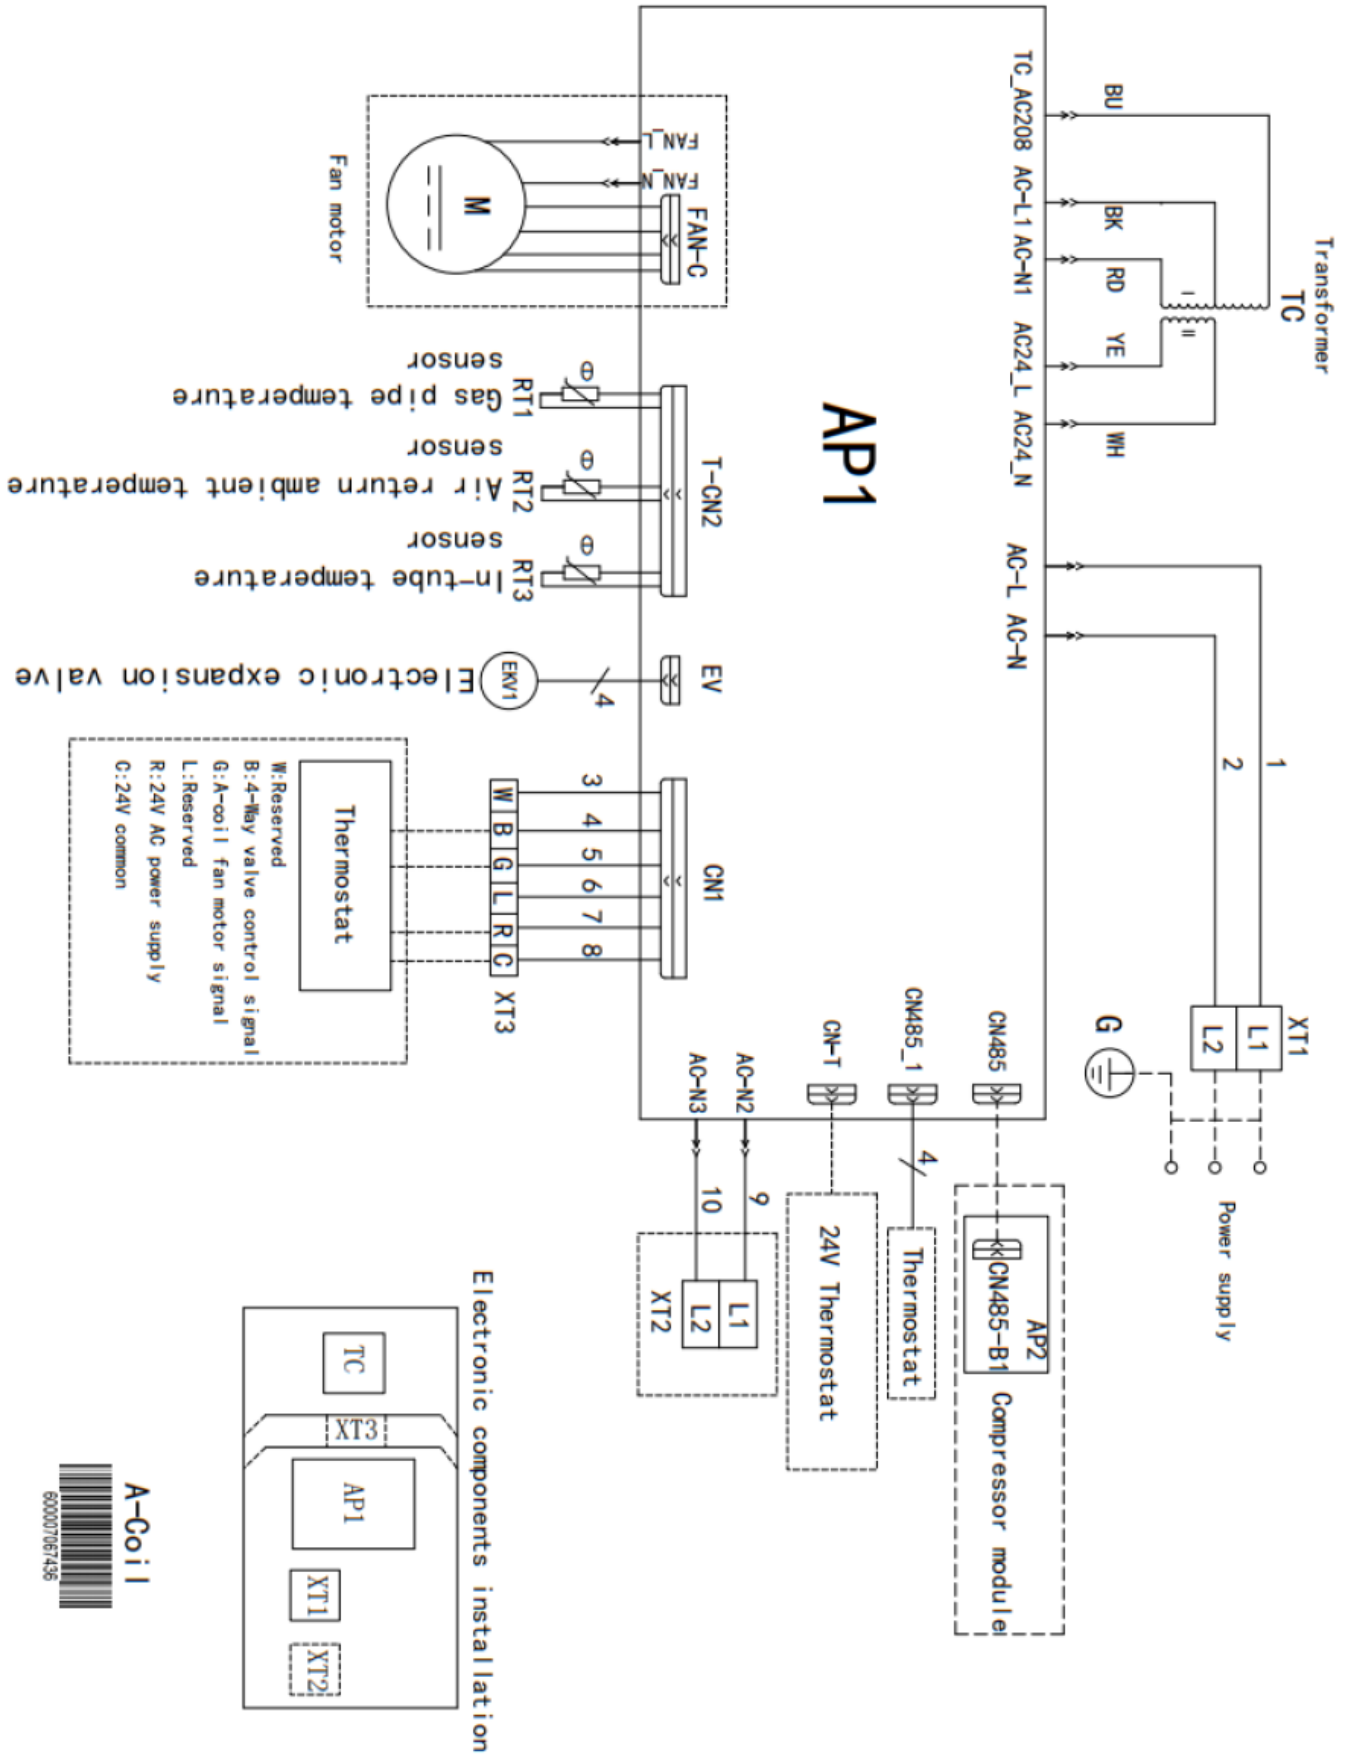 Transformer
TC
I
II
BU
BK
RD
YE
WH
TC_AC208
AC-L1
AC-N1
AC24_L
AC24_N
AC-L
AC-N
1
2
XT1
L1
L2
G
Power supply
AP1
FAN_L
FAN_N
FAN-C
M
Fan motor
T-CN2
RT1
Gas pipe temperature
sensor
RT2
Air return ambient temperature
sensor
RT3
In-tube temperature
sensor
EV
4
EKV1
Electronic expansion valve
CN1
3
4
5
6
7
8
W
B
G
L
R
C
XT3
Thermostat
W:Reserved
B:4-Way valve control signal
G:A-coil fan motor signal
L:Reserved
R:24V AC power supply
C:24V common
CN485
CN485_1
CN-T
AC-N2
AC-N3
AP2
CN485-B1
Compressor module
4
Thermostat
24V Thermostat
9
10
L1
L2
XT2
Electronic components installation
TC
XT3
AP1
XT1
XT2
A-Coil
600007067436